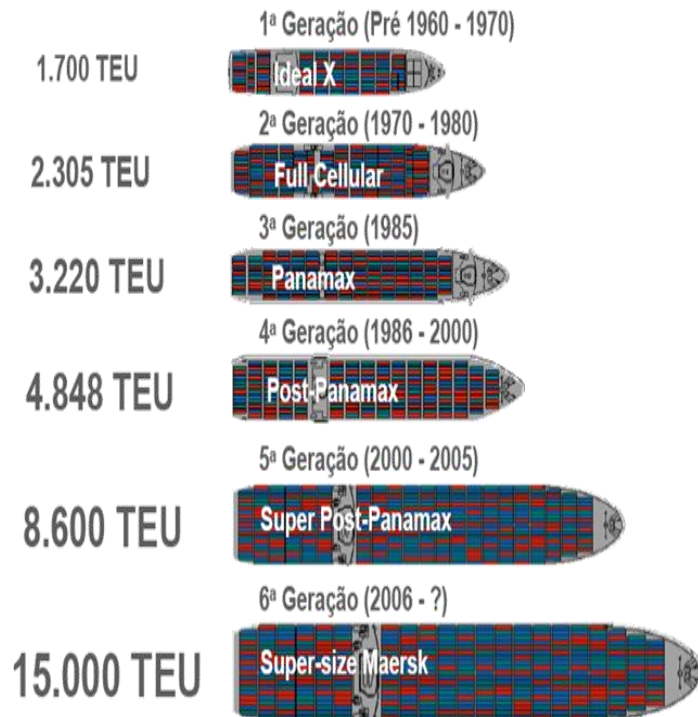 1ª Geração (Pré 1960 - 1970)
1.700 TEU
Ideal X
2ª Geração (1970 - 1980)
2.305 TEU
Full Cellular
3ª Geração (1985)
3.220 TEU
Panamax
4ª Geração (1986 - 2000)
4.848 TEU
Post-Panamax
5ª Geração (2000 - 2005)
8.600 TEU
Super Post-Panamax
6ª Geração (2006 - ?)
15.000 TEU
Super-size Maersk